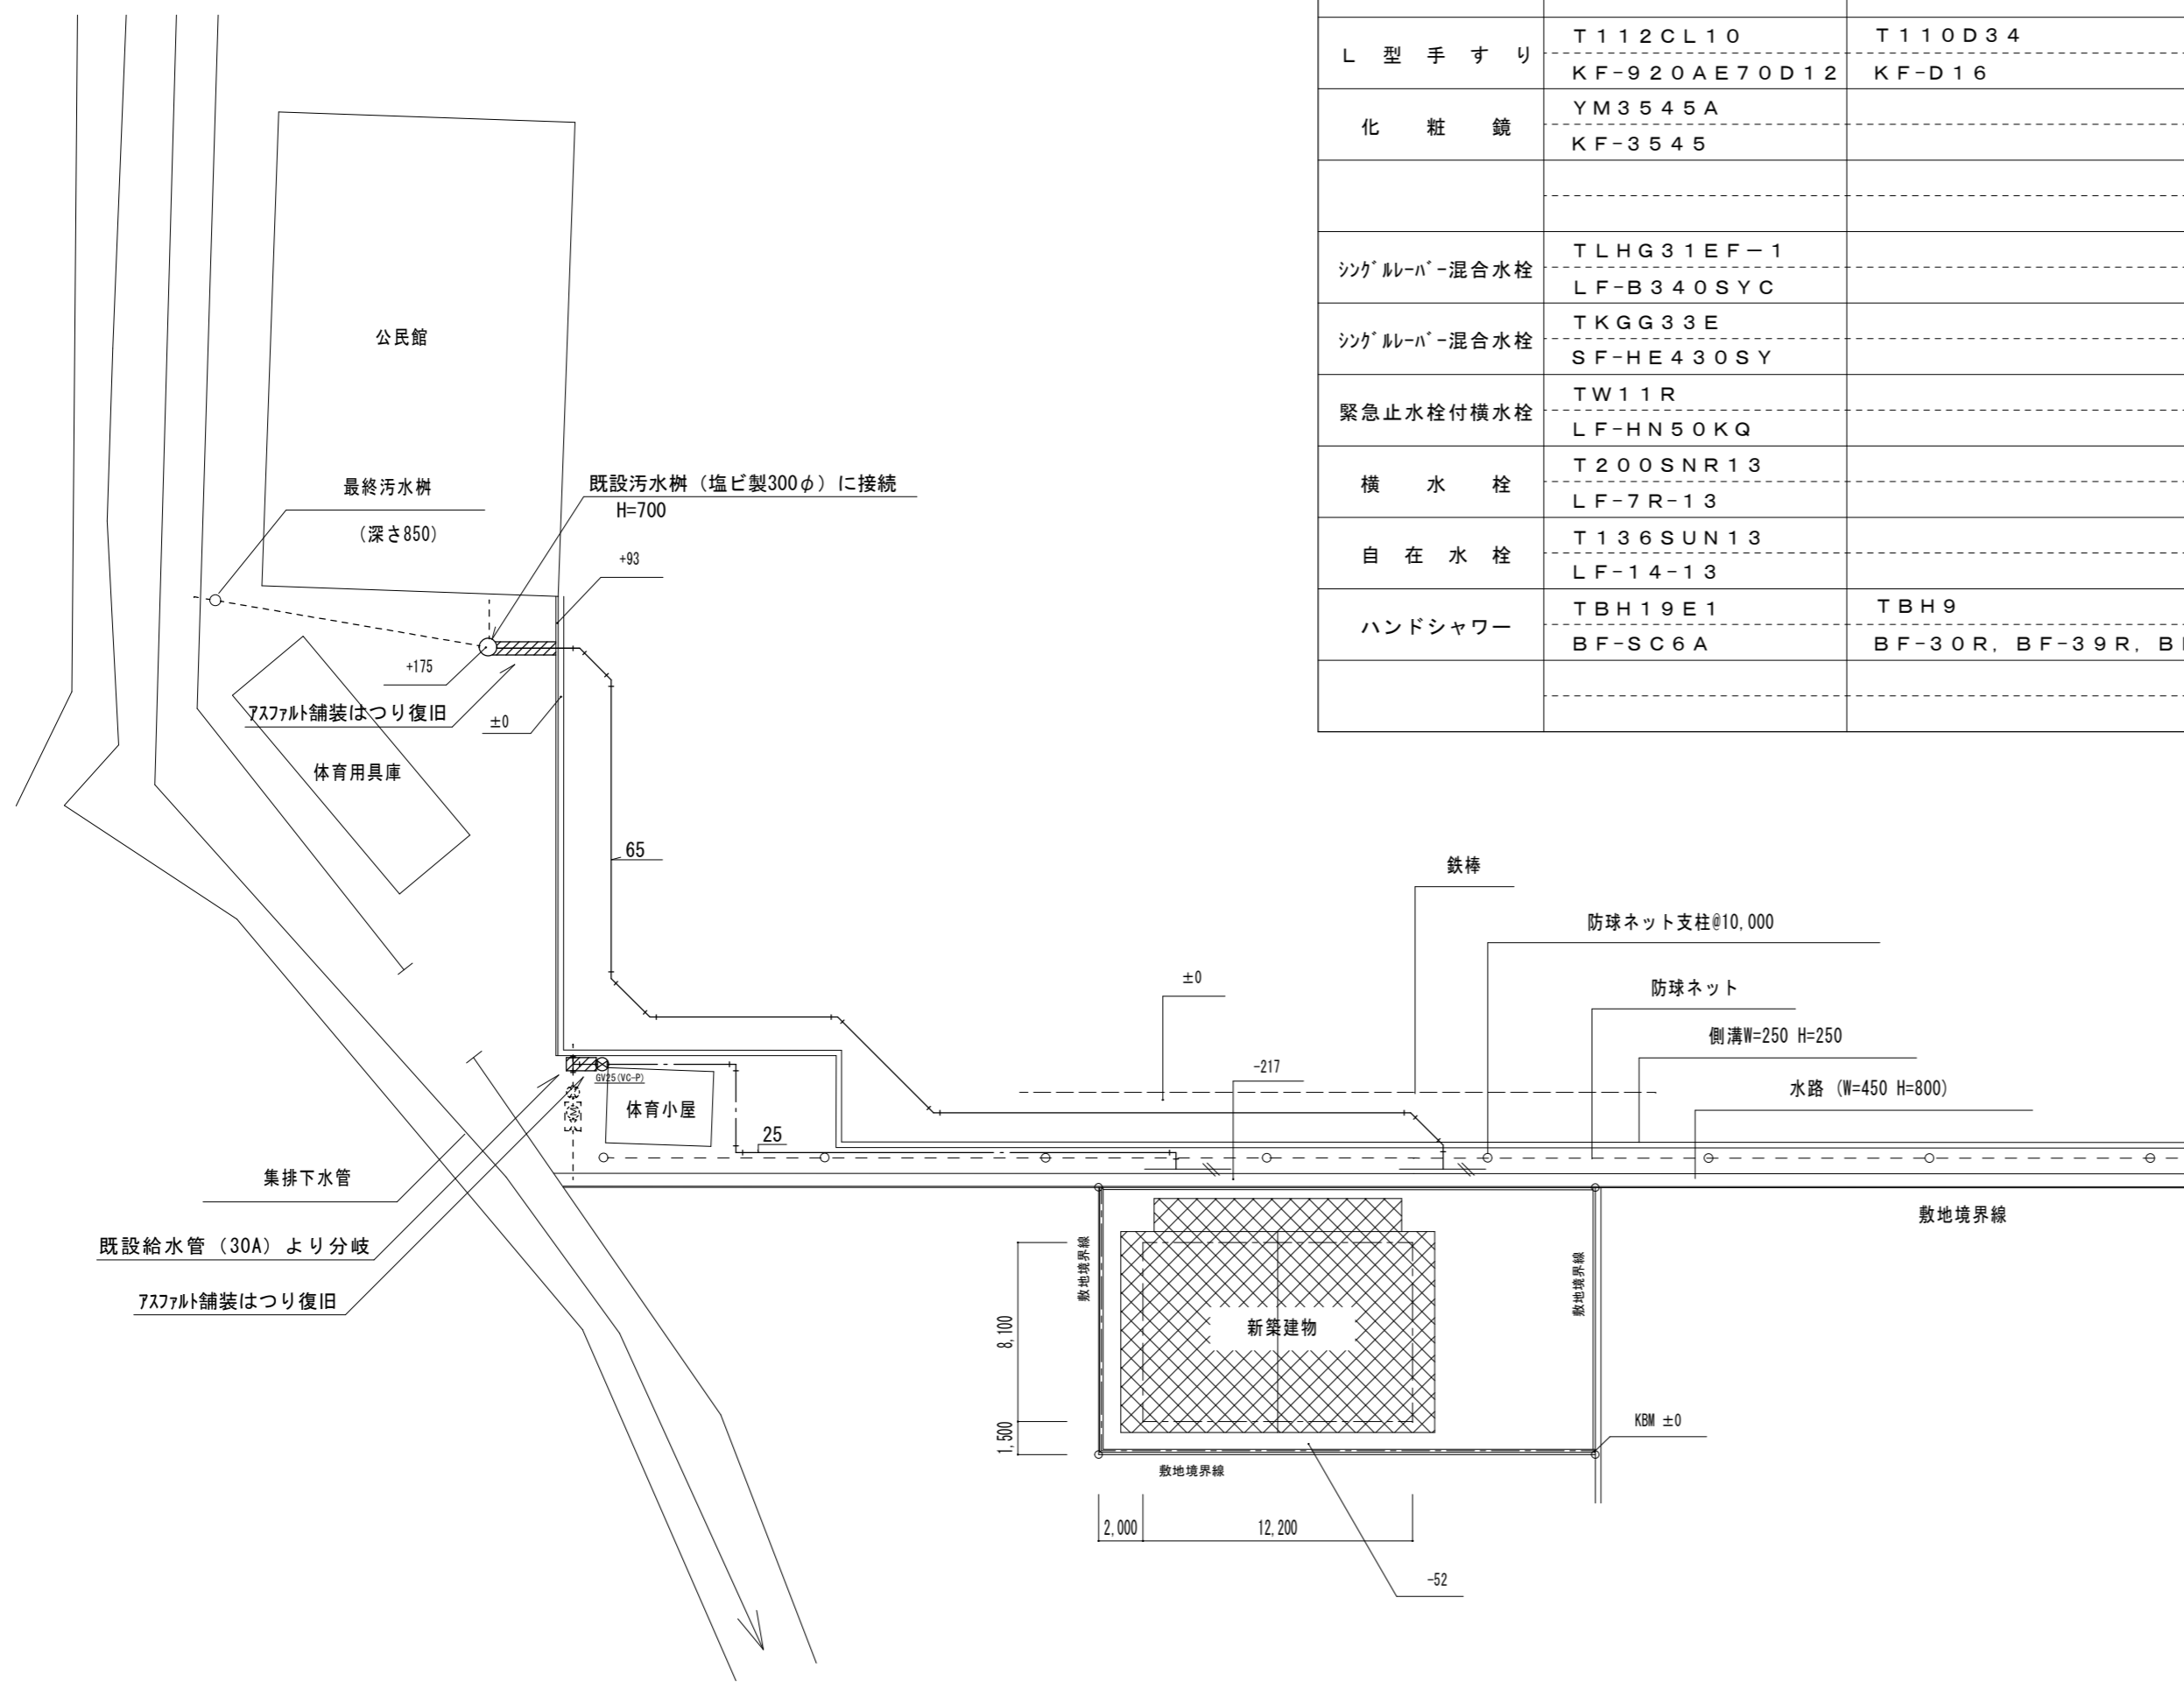 L 型 手 す り
T112CL10
T110D34
KF-920AE70D12
KF-D16
化 粧 鏡
YM3545A
KF-3545
シングルレーバー混合水栓
TLHG31EF−1
LF-B340SYC
シングルレーバー混合水栓
TKGG33E
SF-HE430SY
緊急止水栓付横水栓
TW11R
LF-HN50KQ
横 水 栓
T200SNR13
LF-7R-13
自 在 水 栓
T136SUN13
LF-14-13
ハンドシャワー
TBH19E1
TBH9
BF-SC6A
BF-30R, BF-39R,
公民館
最終汚水桝
(深さ850)
既設汚水桝（塩ビ製300φ）に接続
H=700
+93
+175
アスファルト舗装はつり復旧
±0
体育用具庫
65
鉄棒
防球ネット支柱@10,000
±0
防球ネット
側溝W=250 H=250
-217
水路 (W=450 H=800)
GV25(VC-P)
体育小屋
25
集排下水管
既設給水管（30A）より分岐
アスファルト舗装はつり復旧
敷地境界線
敷地境界線
敷地境界線
新築建物
8,100
1,500
KBM ±0
敷地境界線
2,000
12,200
-52